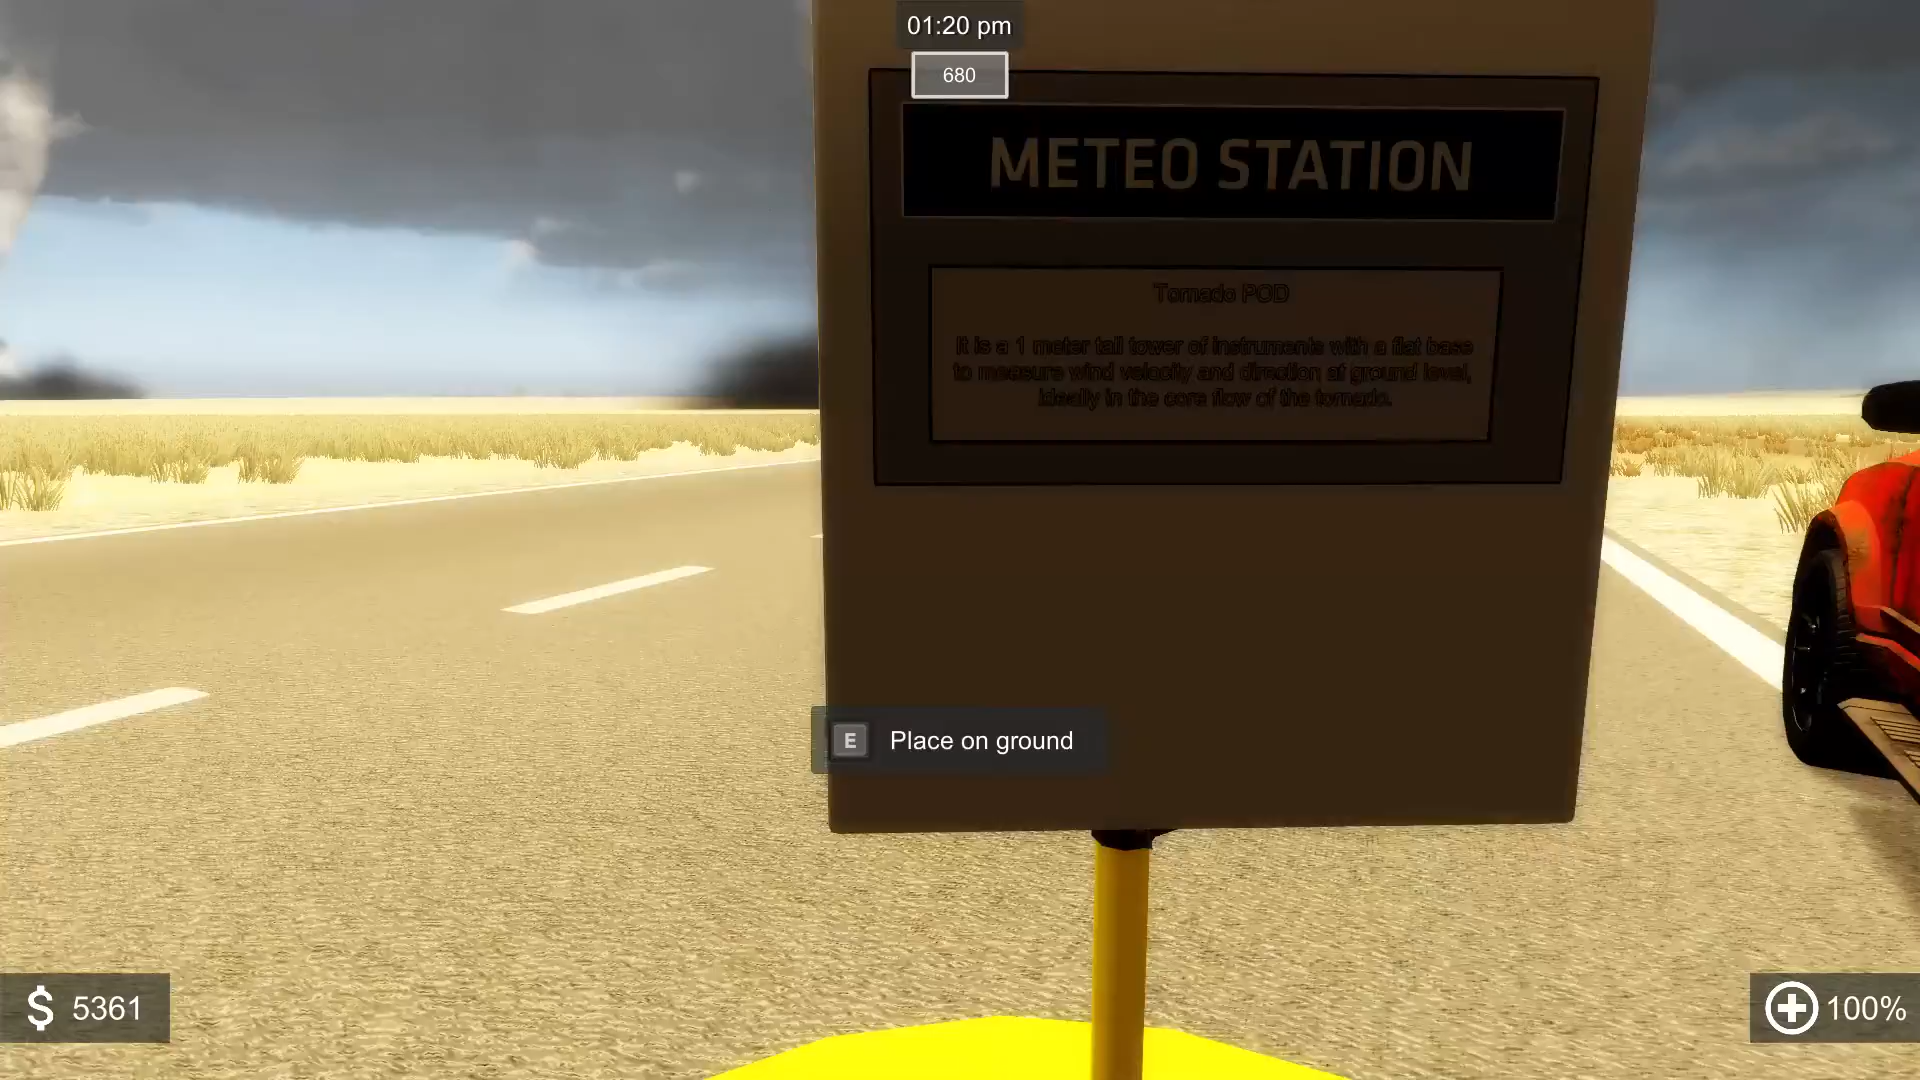 01:20 pm
680
METEO STATION
Tornado POD
It is a 1 meter tall tower of instruments with a flat base
to measure wind velocity and direction at ground level,
ideally in the core flow of the tornado.
E Place on ground
$ 5361
100%